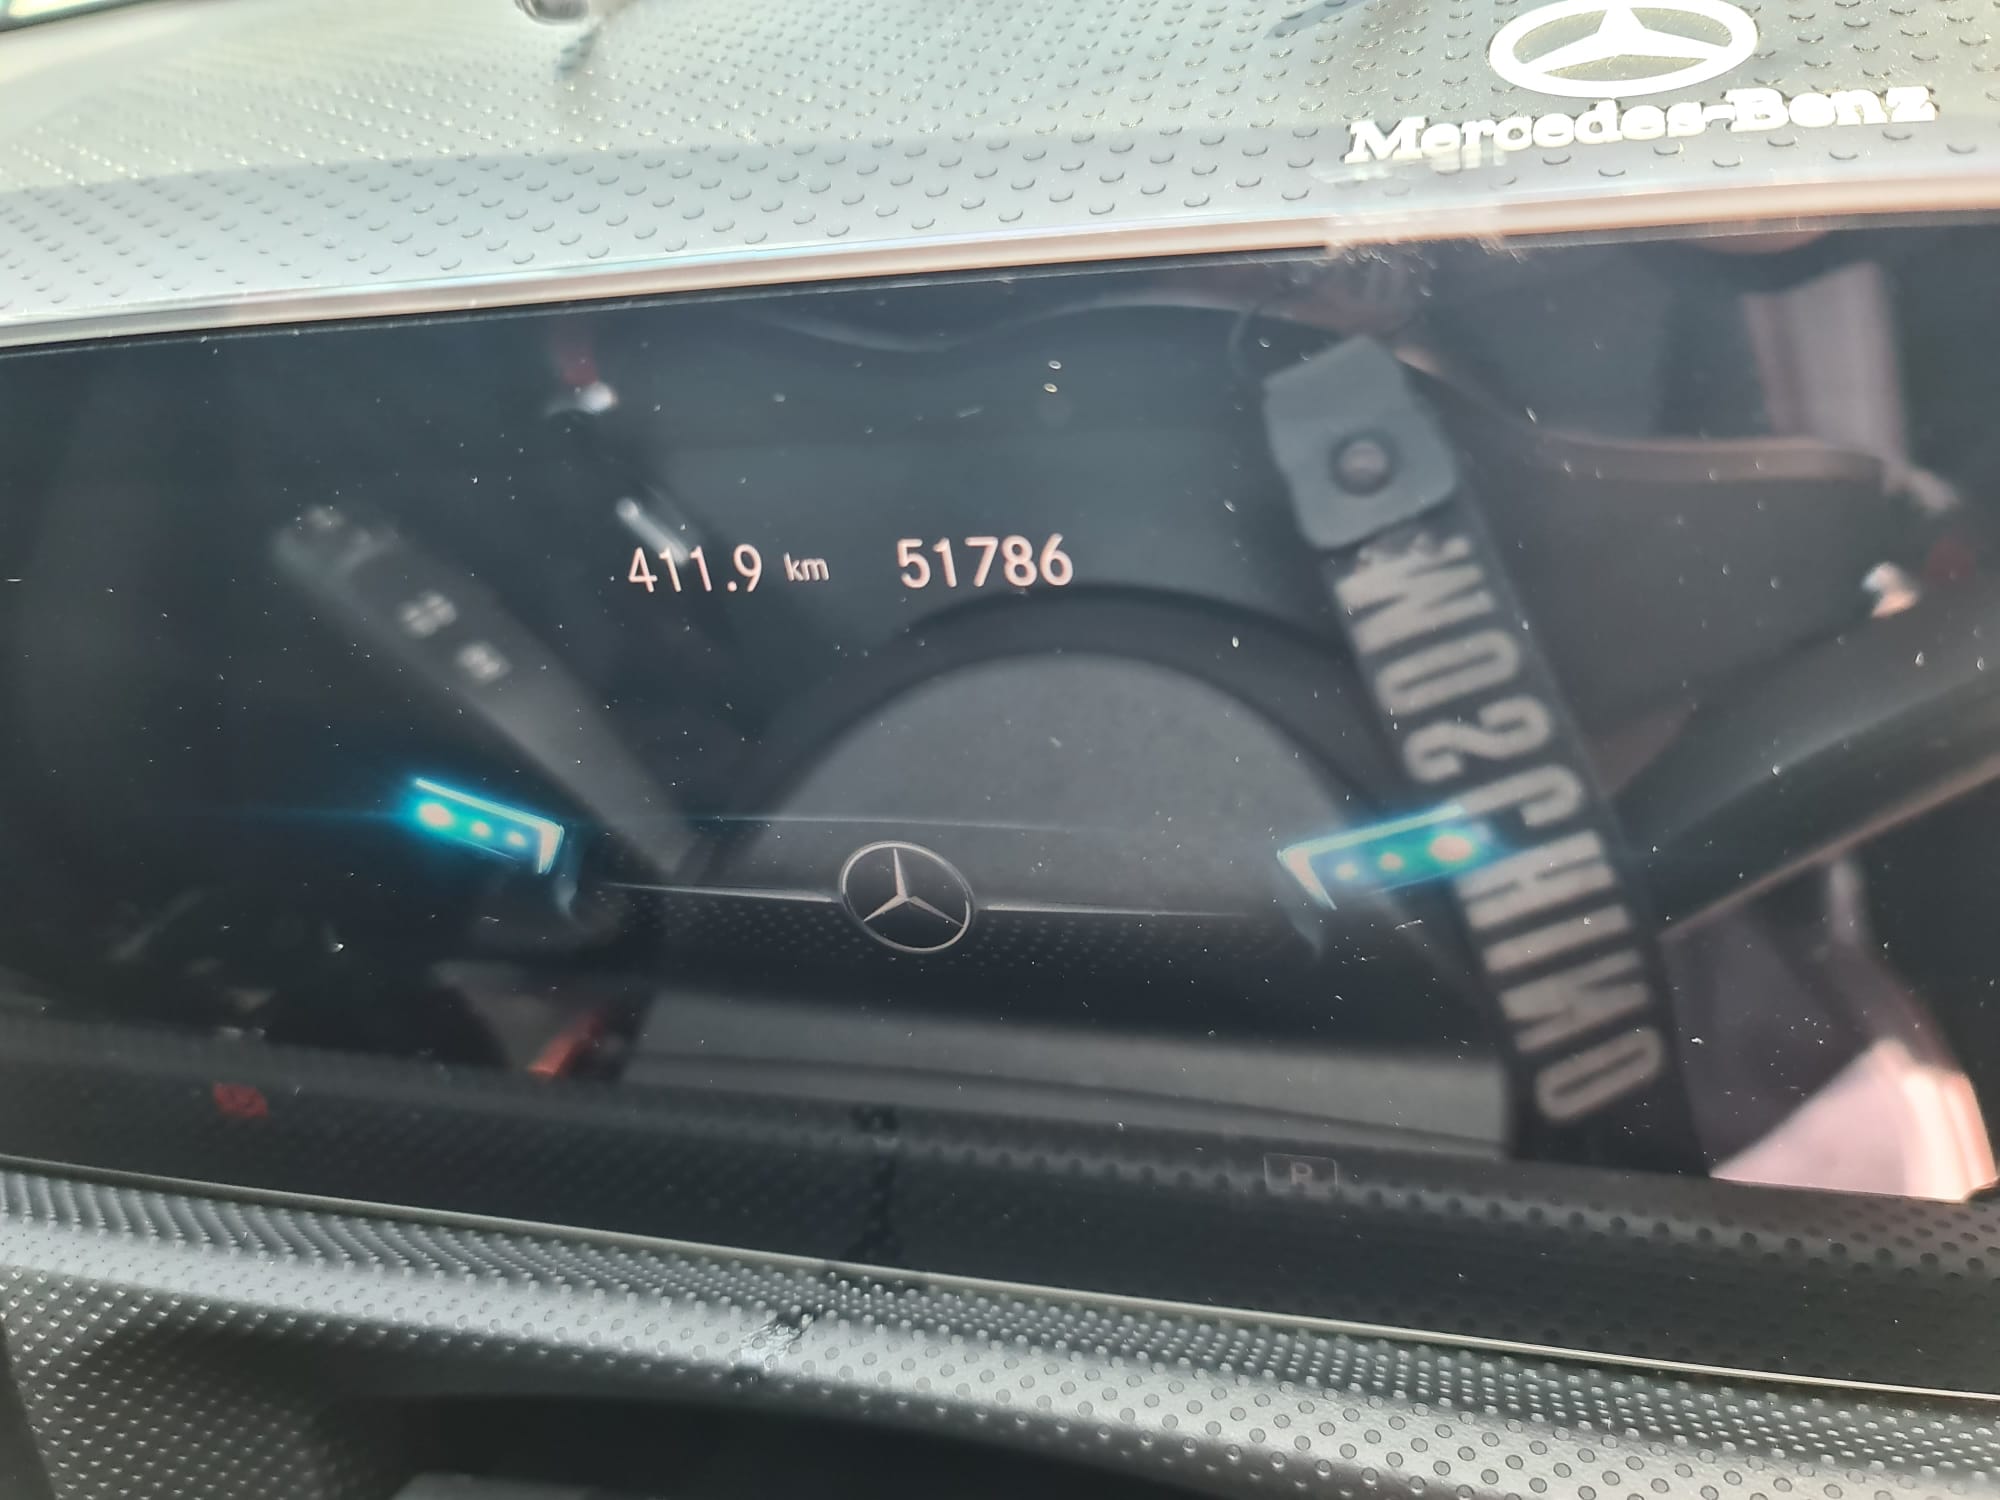 Mercedes-Benz
411.9 km 51786
MOSCHINO
P